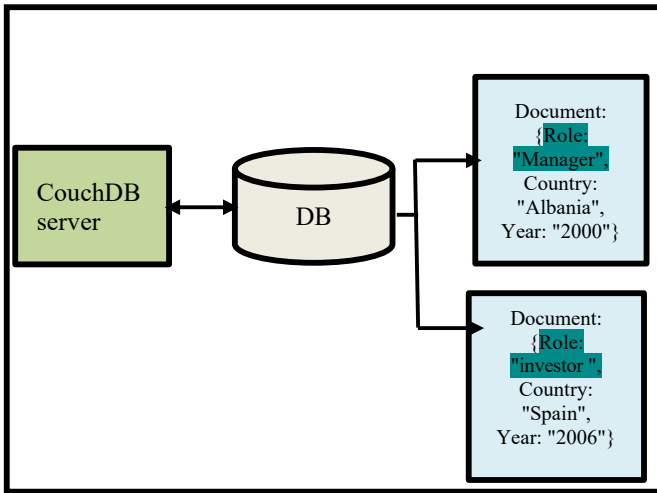 CouchDB
server
DB
Document:
{Role:
"Manager",
Country:
"Albania",
Year: "2000"}
Document:
{Role:
"investor ",
Country:
"Spain",
Year: "2006"}